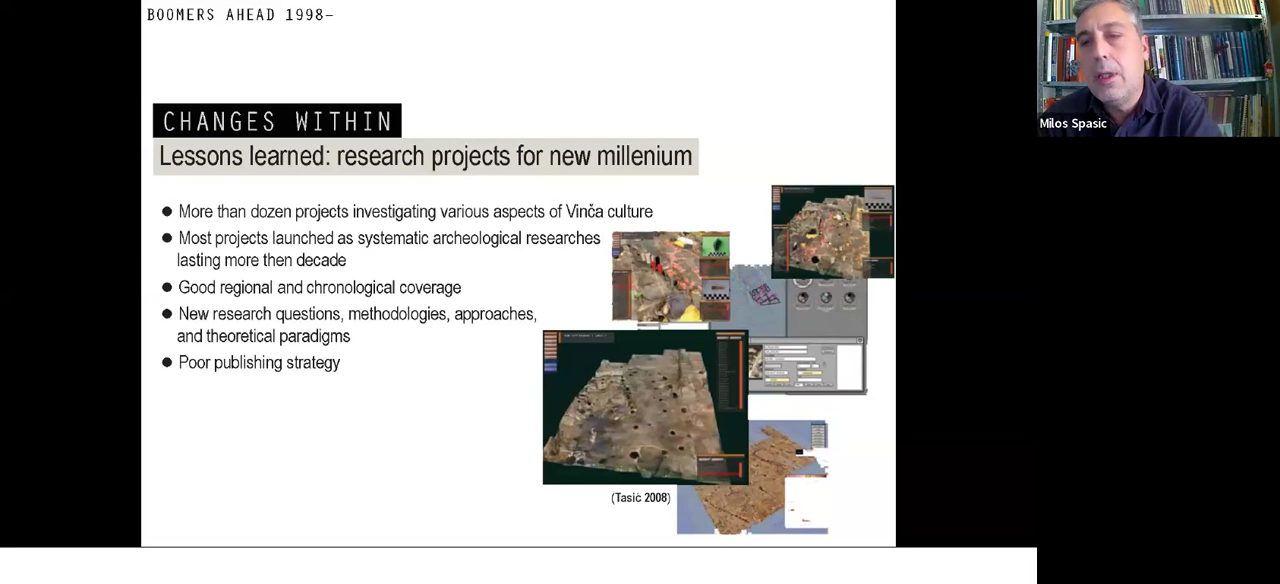 BOOMERS AHEAD 1998–
CHANGES WITHIN
Lessons learned: research projects for new millenium
● More than dozen projects investigating various aspects of Vinča culture
● Most projects launched as systematic archeological researches
lasting more then decade
● Good regional and chronological coverage
● New research questions, methodologies, approaches,
and theoretical paradigms
● Poor publishing strategy
(Tasić 2008)
Milos Spasic